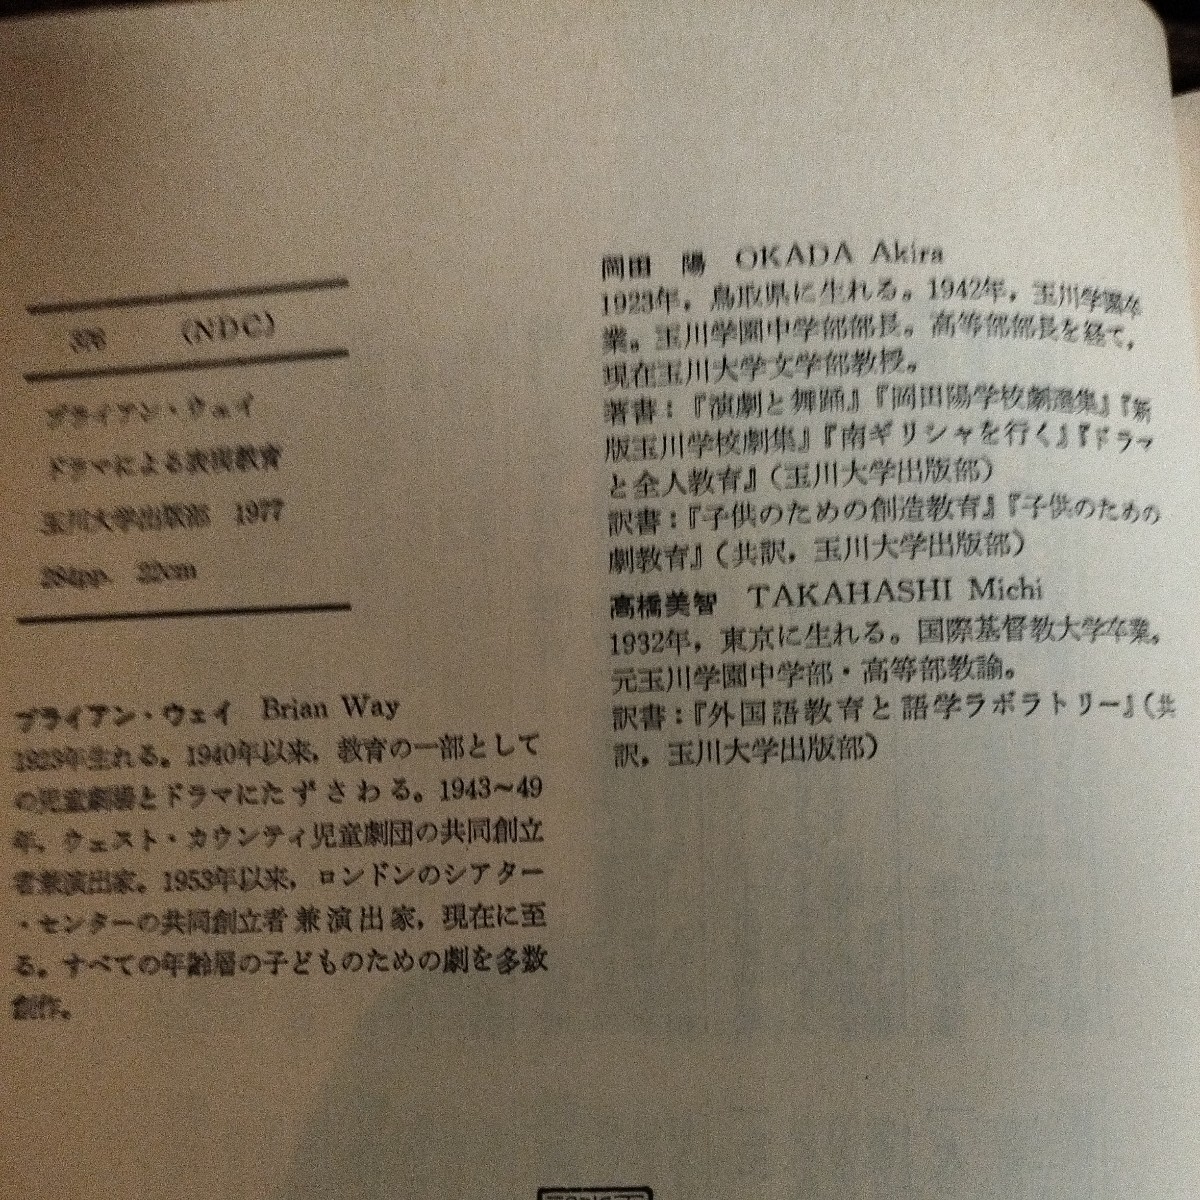 (NDC)
ブライアン・ウェイ
ドラマによる表現教育
玉川大学出版部 1977
284pp. 22cm
ブライアン・ウェイ Brian Way
1923年生れる。1940年以来，教育の一部として
の児童劇場とドラマにたずさわる。1943〜49
年，ウェスト・カウンティ児童劇団の共同創立
者兼演出家。1953年以来，ロンドンのシアター
・センターの共同創立者兼演出家，現在に至
る。すべての年齢層の子どものための劇を多数
創作。
岡田 陽 OKADA Akira
1923年，鳥取県に生れる。1942年，玉川学園卒
業。玉川学園中学部部長。高等部部長を経て，
現在玉川大学文学部教授。
著書：『演劇と舞踊』『岡田陽学校劇選集』『新
版玉川学校劇集』『南ギリシャを行く』『ドラマ
と全人教育』（玉川大学出版部）
訳書：『子供のための創造教育』『子供のための
劇教育』（共訳，玉川大学出版部）
高橋美智 TAKAHASHI Michi
1932年，東京に生れる。国際基督教大学卒業。
元玉川学園中学部・高等部教諭。
訳書：『外国語教育と語学ラボラトリー』（共
訳，玉川大学出版部）